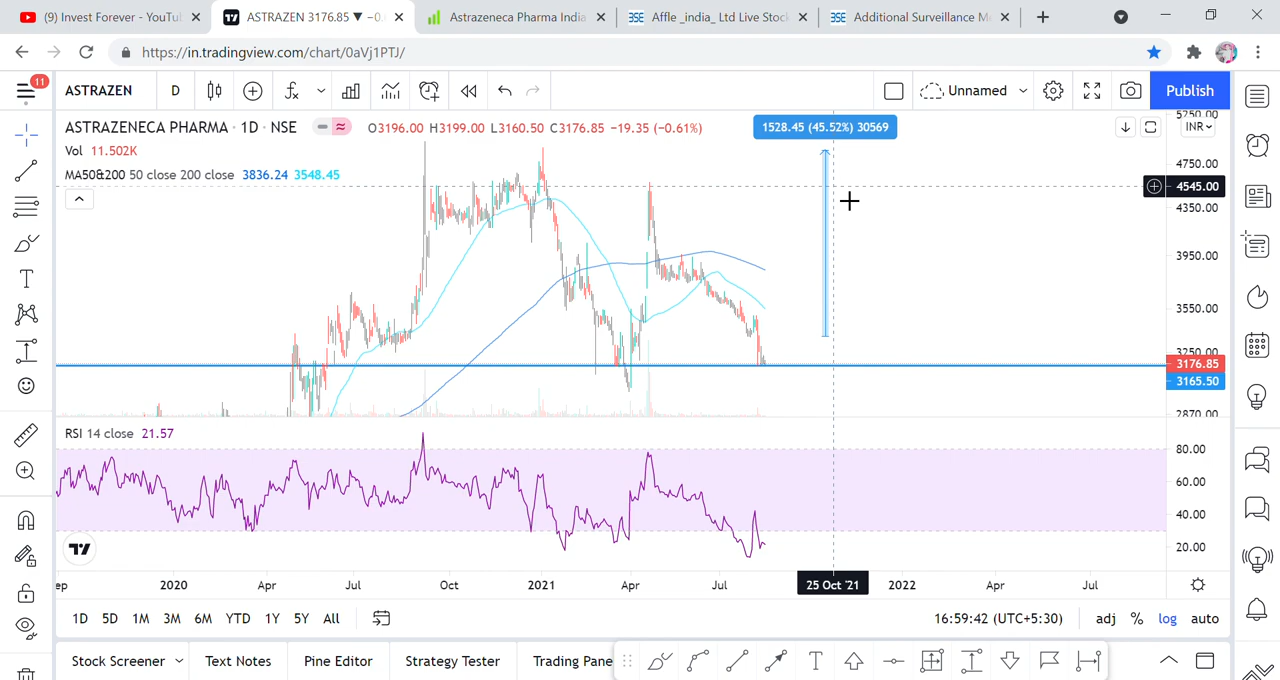 (9) Invest Forever - YouTu
ASTRAZEN 3176.85 ▼ −0.
Astrazeneca Pharma India
Affle _india_ Ltd Live Stock
Additional Surveillance M
https://in.tradingview.com/chart/0aVj1PTJ/
11
ASTRAZEN
D
Unnamed
Publish
ASTRAZENECA PHARMA · 1D · NSE
O3196.00 H3199.00 L3160.50 C3176.85 −19.35 (−0.61%)
1528.45 (45.52%) 30569
INR
Vol 11.502K
MA50&200 50 close 200 close 3836.24 3548.45
5750.00
4750.00
4545.00
4350.00
3950.00
3550.00
3250.00
3176.85
3165.50
2870.00
RSI 14 close 21.57
80.00
60.00
40.00
20.00
ep
2020
Apr
Jul
Oct
2021
Apr
Jul
25 Oct '21
2022
Apr
Jul
1D 5D 1M 3M 6M YTD 1Y 5Y All
16:59:42 (UTC+5:30)
adj % log auto
Stock Screener
Text Notes
Pine Editor
Strategy Tester
Trading Pane